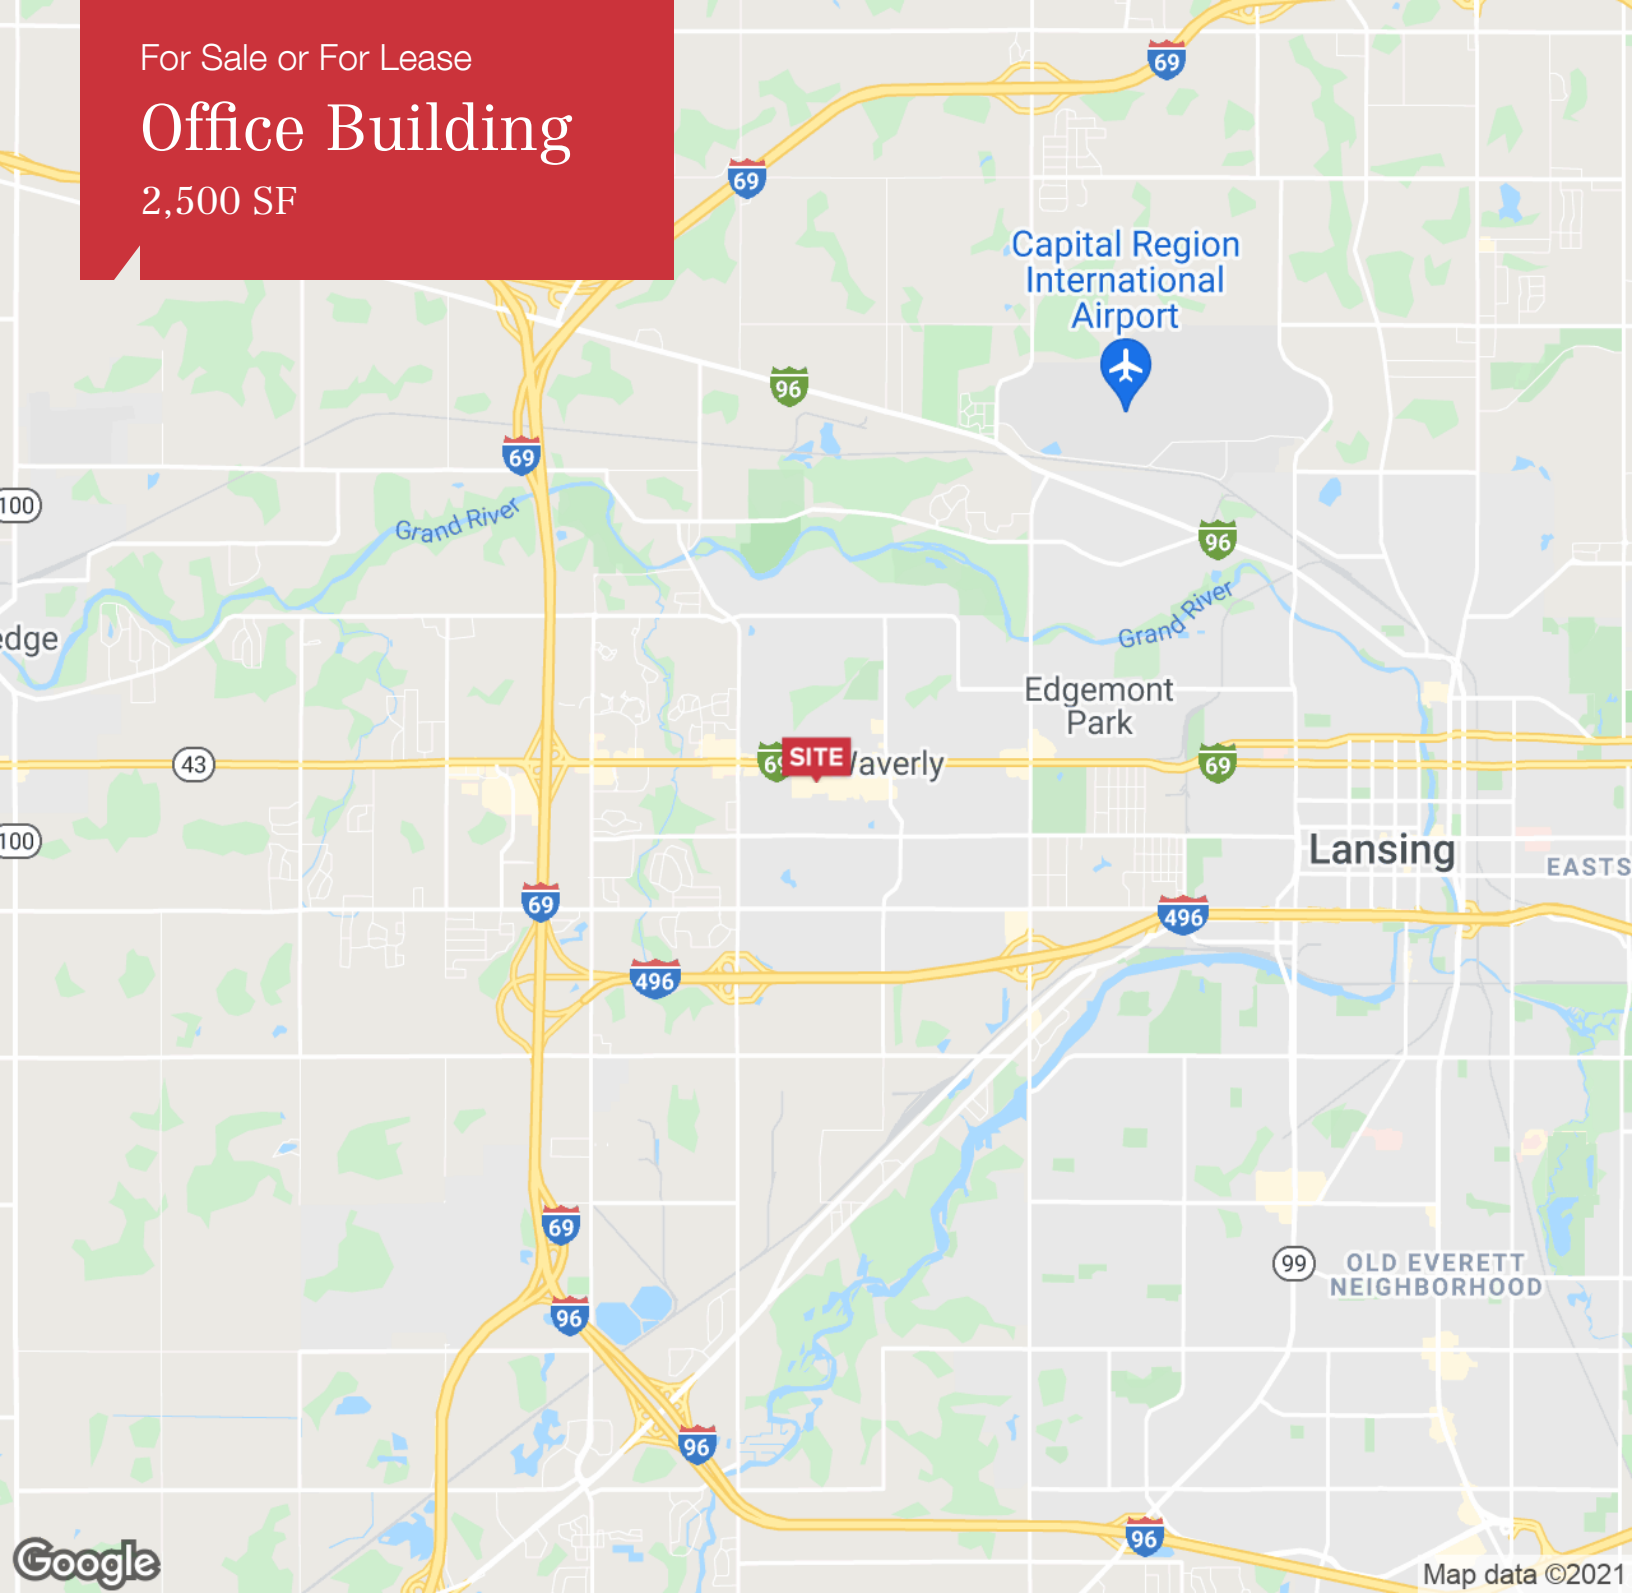 For Sale or For Lease
Office Building
2,500 SF
69
69
Capital Region
International
Airport
96
69
100
Grand River
96
Grand River
edge
Edgemont
Park
43
69
SITE
Waverly
69
100
Lansing
EASTS
69
496
496
69
99
OLD EVERETT
NEIGHBORHOOD
96
96
96
Google
Map data ©2021